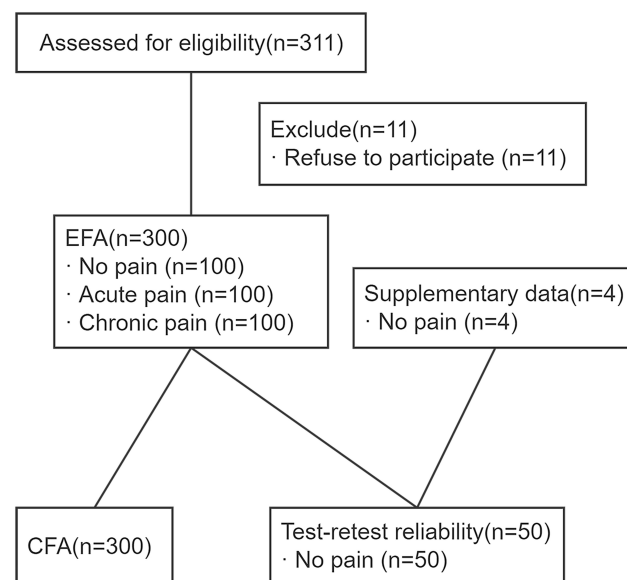 Assessed for eligibility(n=311)
Exclude(n=11)
· Refuse to participate (n=11)
EFA(n=300)
· No pain (n=100)
· Acute pain (n=100)
· Chronic pain (n=100)
Supplementary data(n=4)
· No pain (n=4)
CFA(n=300)
Test-retest reliability(n=50)
· No pain (n=50)